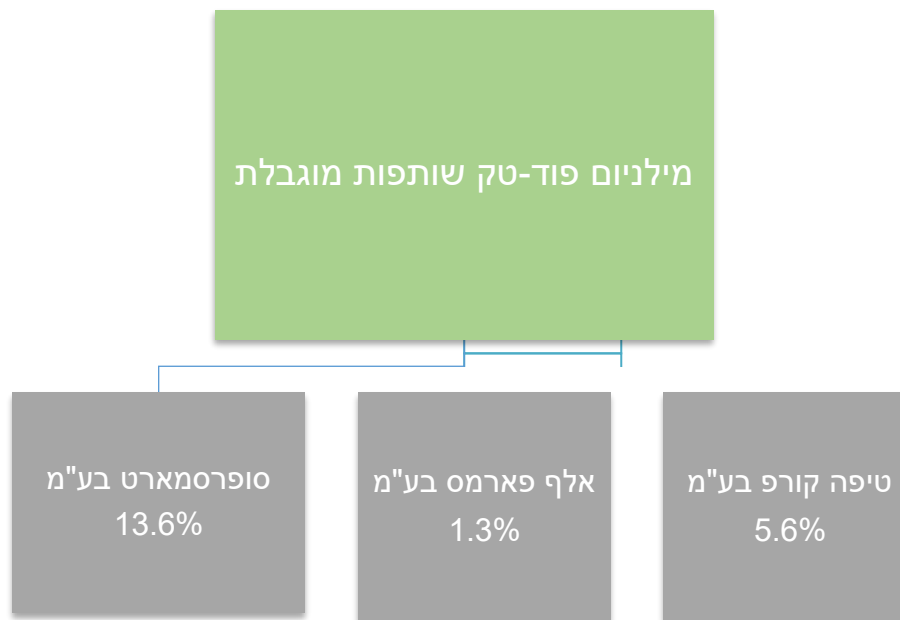 מילניום פוד-טק שותפות מוגבלת
טיפה קורפ בע"מ
5.6%
אלף פארמס בע"מ
1.3%
סופרסמארט בע"מ
13.6%